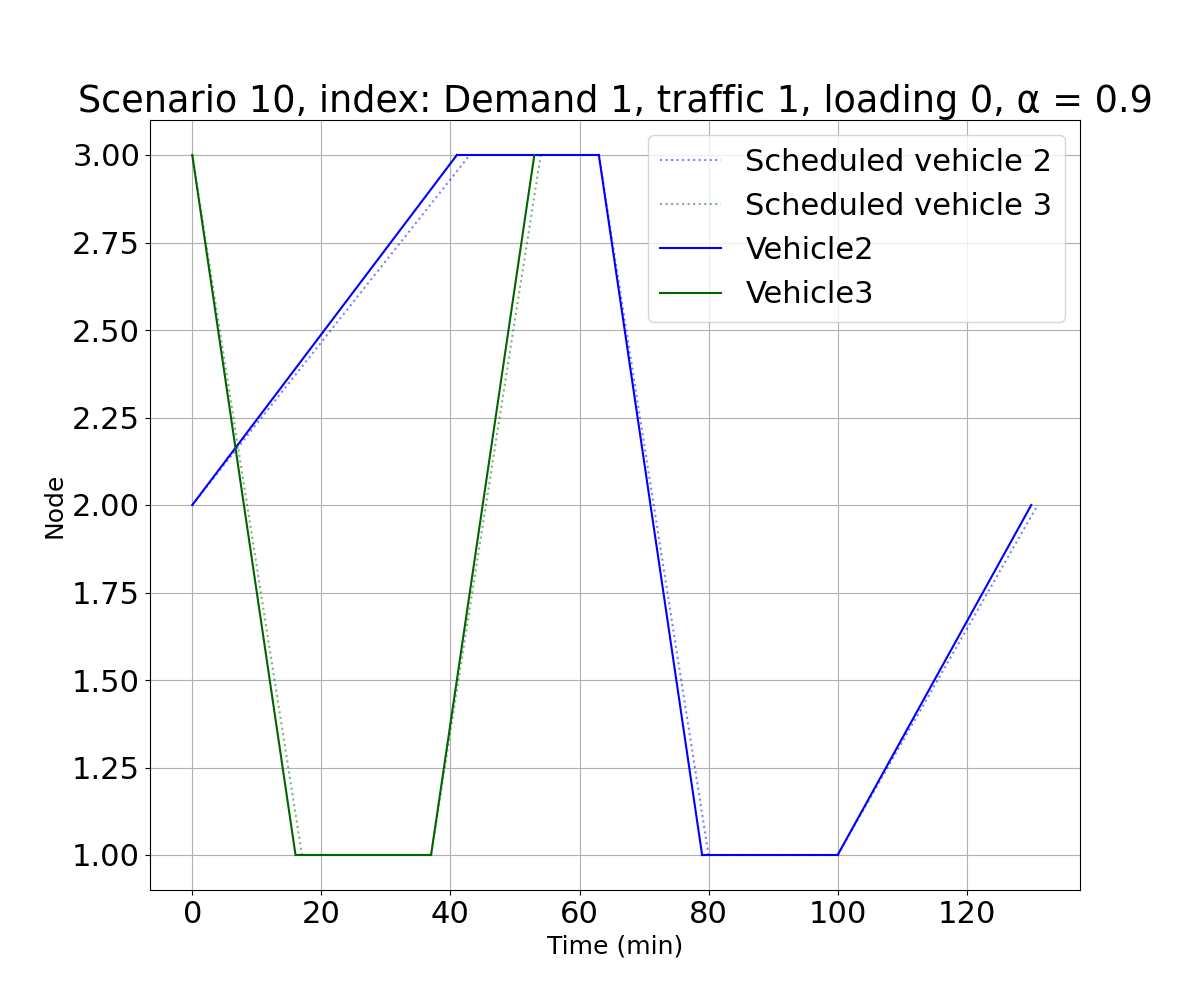 Scenario 10, index: Demand 1, traffic 1, loading 0, α = 0.9
Scheduled vehicle 2
Scheduled vehicle 3
Vehicle2
Vehicle3
Node
3.00
2.75
2.50
2.25
2.00
1.75
1.50
1.25
1.00
0 20 40 60 80 100 120
Time (min)